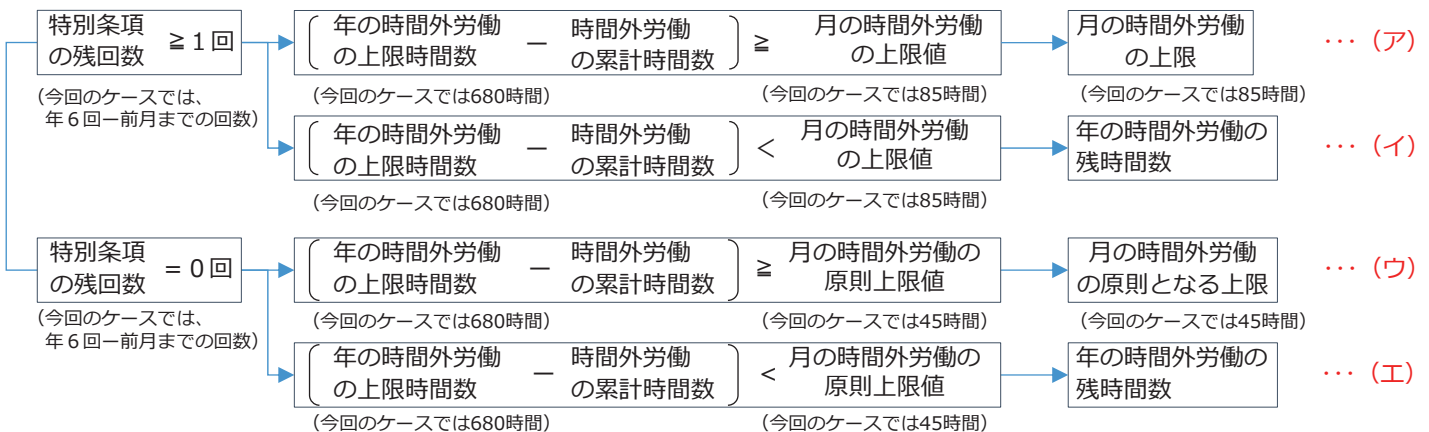 特別条項
の残回数 ≧1回
年の時間外労働
の上限時間数
ー
時間外労働
の累計時間数
≧
月の時間外労働
の上限値
月の時間外労働
の上限
・・・（ア）
（今回のケースでは、
年６回ー前月までの回数）
（今回のケースでは680時間）
（今回のケースでは85時間）
（今回のケースでは85時間）
年の時間外労働
の上限時間数
ー
時間外労働
の累計時間数
＜
月の時間外労働
の上限値
年の時間外労働の
残時間数
・・・（イ）
（今回のケースでは680時間）
（今回のケースでは85時間）
特別条項
の残回数 = 0回
年の時間外労働
の上限時間数
ー
時間外労働
の累計時間数
≧
月の時間外労働の
原則上限値
月の時間外労働
の原則となる上限
・・・（ウ）
（今回のケースでは、
年６回ー前月までの回数）
（今回のケースでは680時間）
（今回のケースでは45時間）
（今回のケースでは45時間）
年の時間外労働
の上限時間数
ー
時間外労働
の累計時間数
<
月の時間外労働の
原則上限値
年の時間外労働の
残時間数
・・・（エ）
（今回のケースでは680時間）
（今回のケースでは45時間）